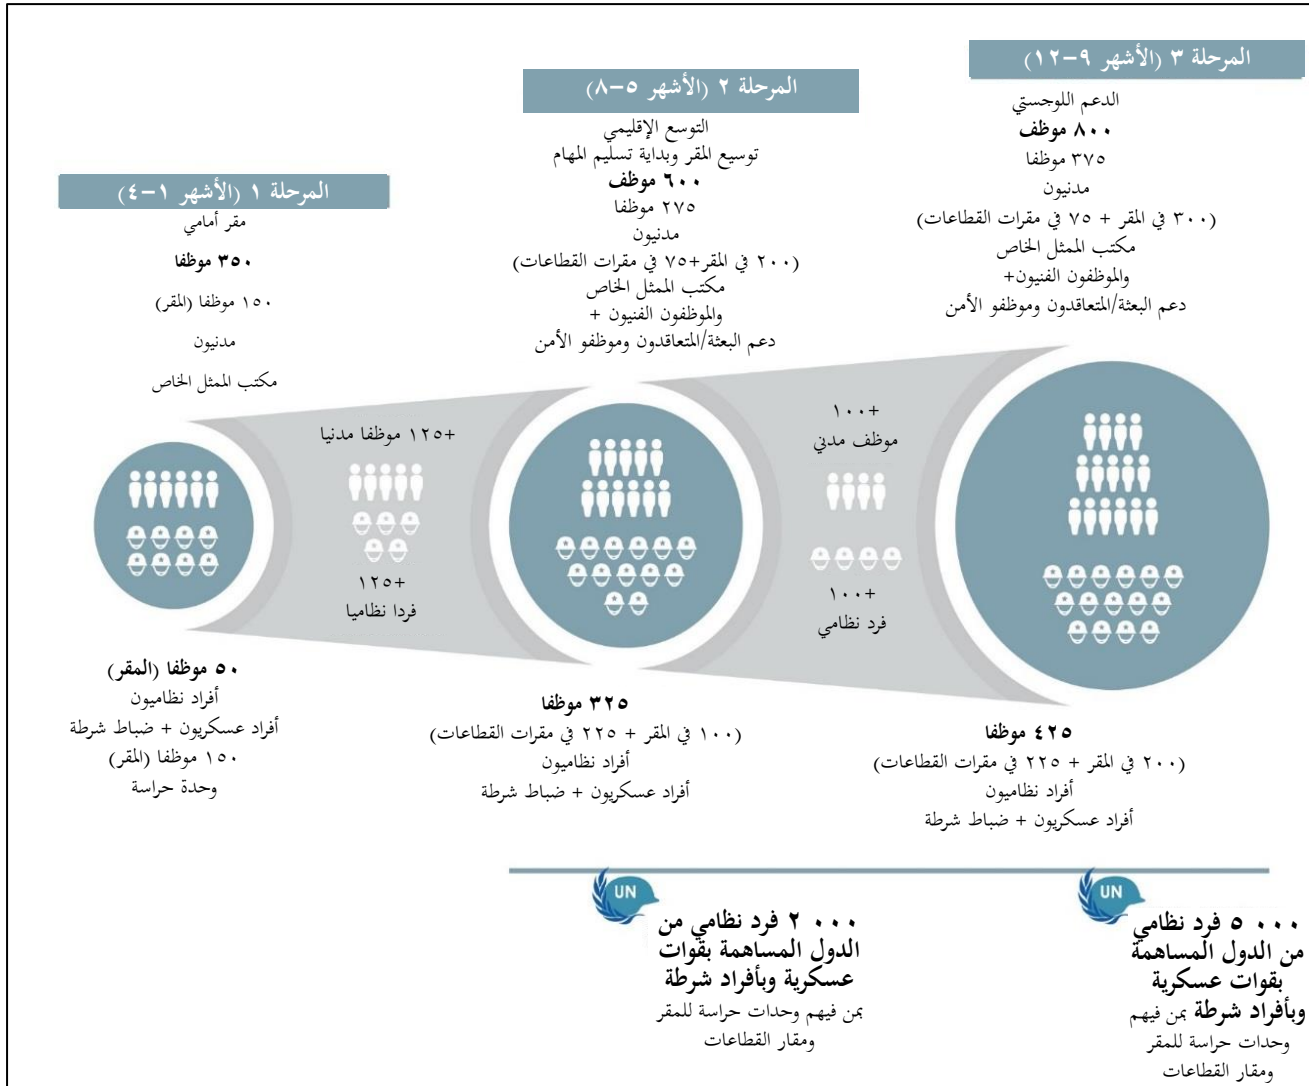 المرحلة ١ (الأشهر ١-٤)
مقر أمامي
٣٥٠ موظفا
١٥٠ موظفا (المقر)
مدنيون
مكتب الممثل الخاص
+١٢٥ موظفا مدنيا
+١٢٥
فردا نظاميا
٥٠ موظفا (المقر)
أفراد نظاميون
أفراد عسكريون + ضباط شرطة
١٥٠ موظفا (المقر)
وحدة حراسة
المرحلة ٢ (الأشهر ٥-٨)
التوسع الإقليمي
توسيع المقر وبداية تسليم المهام
٦٠٠ موظف
٢٧٥ موظفا
مدنيون
(٢٠٠ في المقر+٧٥ في مقرات القطاعات)
مكتب الممثل الخاص
والموظفون الفنيون +
دعم البعثة/المتعاقدون وموظفو الأمن
+١٠٠
موظف مدني
+١٠٠
فرد نظامي
٣٢٥ موظفا
(١٠٠ في المقر + ٢٢٥ في مقرات القطاعات)
أفراد نظاميون
أفراد عسكريون + ضباط شرطة
المرحلة ٣ (الأشهر ٩-١٢)
الدعم اللوجستي
٨٠٠ موظف
٣٧٥ موظفا
مدنيون
(٣٠٠ في المقر + ٧٥ في مقرات القطاعات)
مكتب الممثل الخاص
والموظفون الفنيون+
دعم البعثة/المتعاقدون وموظفو الأمن
٤٢٥ موظفا
(٢٠٠ في المقر + ٢٢٥ في مقرات القطاعات)
أفراد نظاميون
أفراد عسكريون + ضباط شرطة
UN
٢ ٠٠٠ فرد نظامي من
الدول المساهمة بقوات
عسكرية وبأفراد شرطة
بمن فيهم وحدات حراسة للمقر
ومقار القطاعات
UN
٥ ٠٠٠ فرد نظامي
من الدول المساهمة
بقوات عسكرية
وبأفراد شرطة بمن فيهم
وحدات حراسة للمقر
ومقار القطاعات